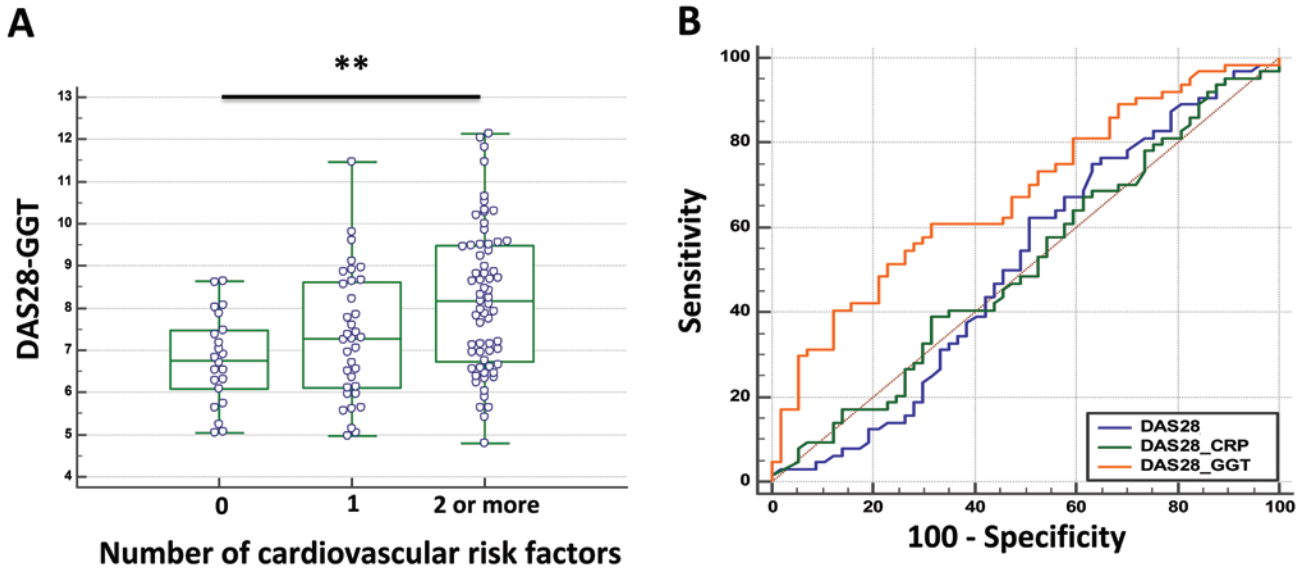 A
**
DAS28-GGT
13
12
11
10
9
8
7
6
5
4
0
1
2 or more
Number of cardiovascular risk factors
B
Sensitivity
100
80
60
40
20
0
DAS28
DAS28_CRP
DAS28_GGT
0
20
40
60
80
100
100 - Specificity